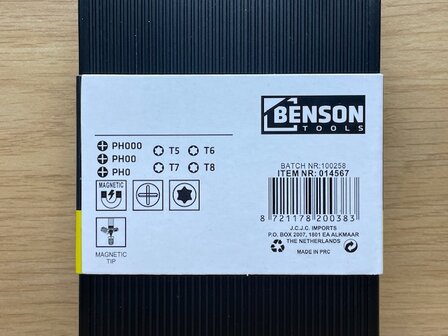 BENSON
TOOLS
PH000
PH00
PH0
T5 T6
T7 T8
MAGNETIC
MAGNETIC
TIP
BATCH NR: 100258
ITEM NR: 014567
8 721178 200383
J.C.J.C. IMPORTS
P.O. BOX 2007, 1801 EA ALKMAAR
THE NETHERLANDS
MADE IN PRC